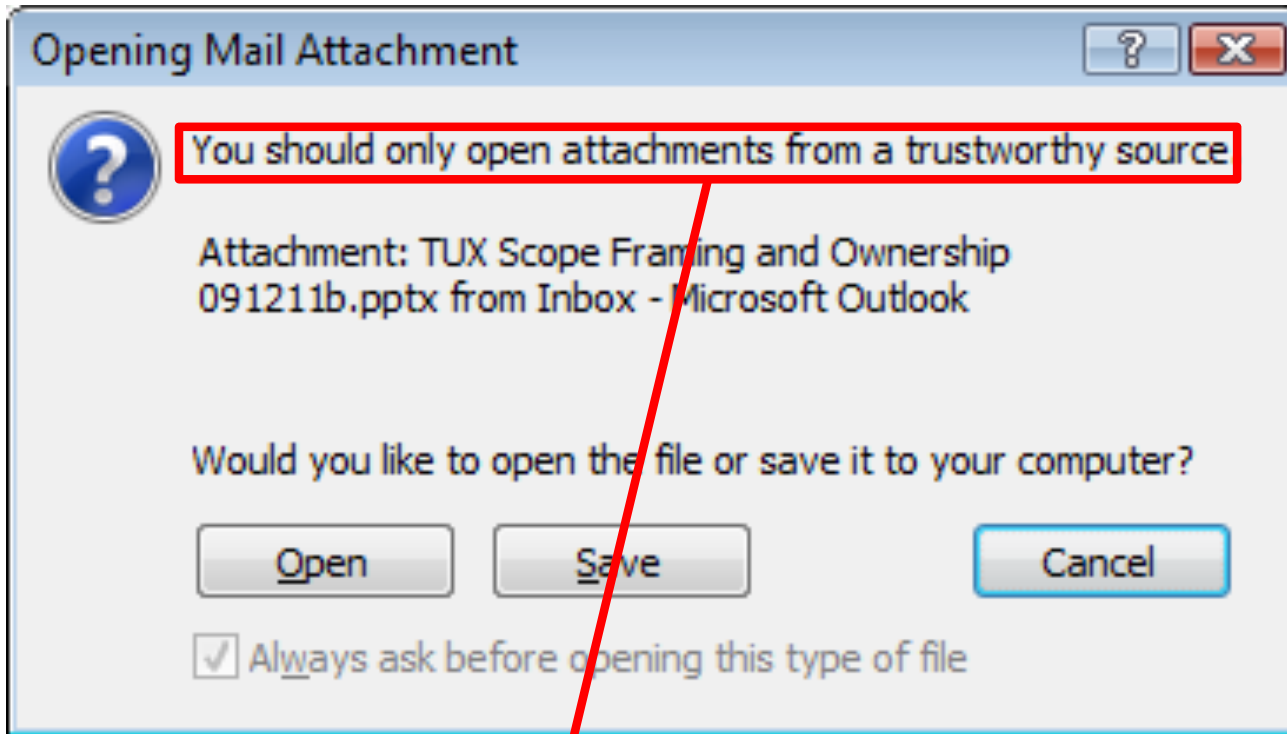 Opening Mail Attachment
You should only open attachments from a trustworthy source.
Attachment: TUX Scope Framing and Ownership
091211b.pptx from Inbox - Microsoft Outlook
Would you like to open the file or save it to your computer?
Open Save Cancel
Always ask before opening this type of file